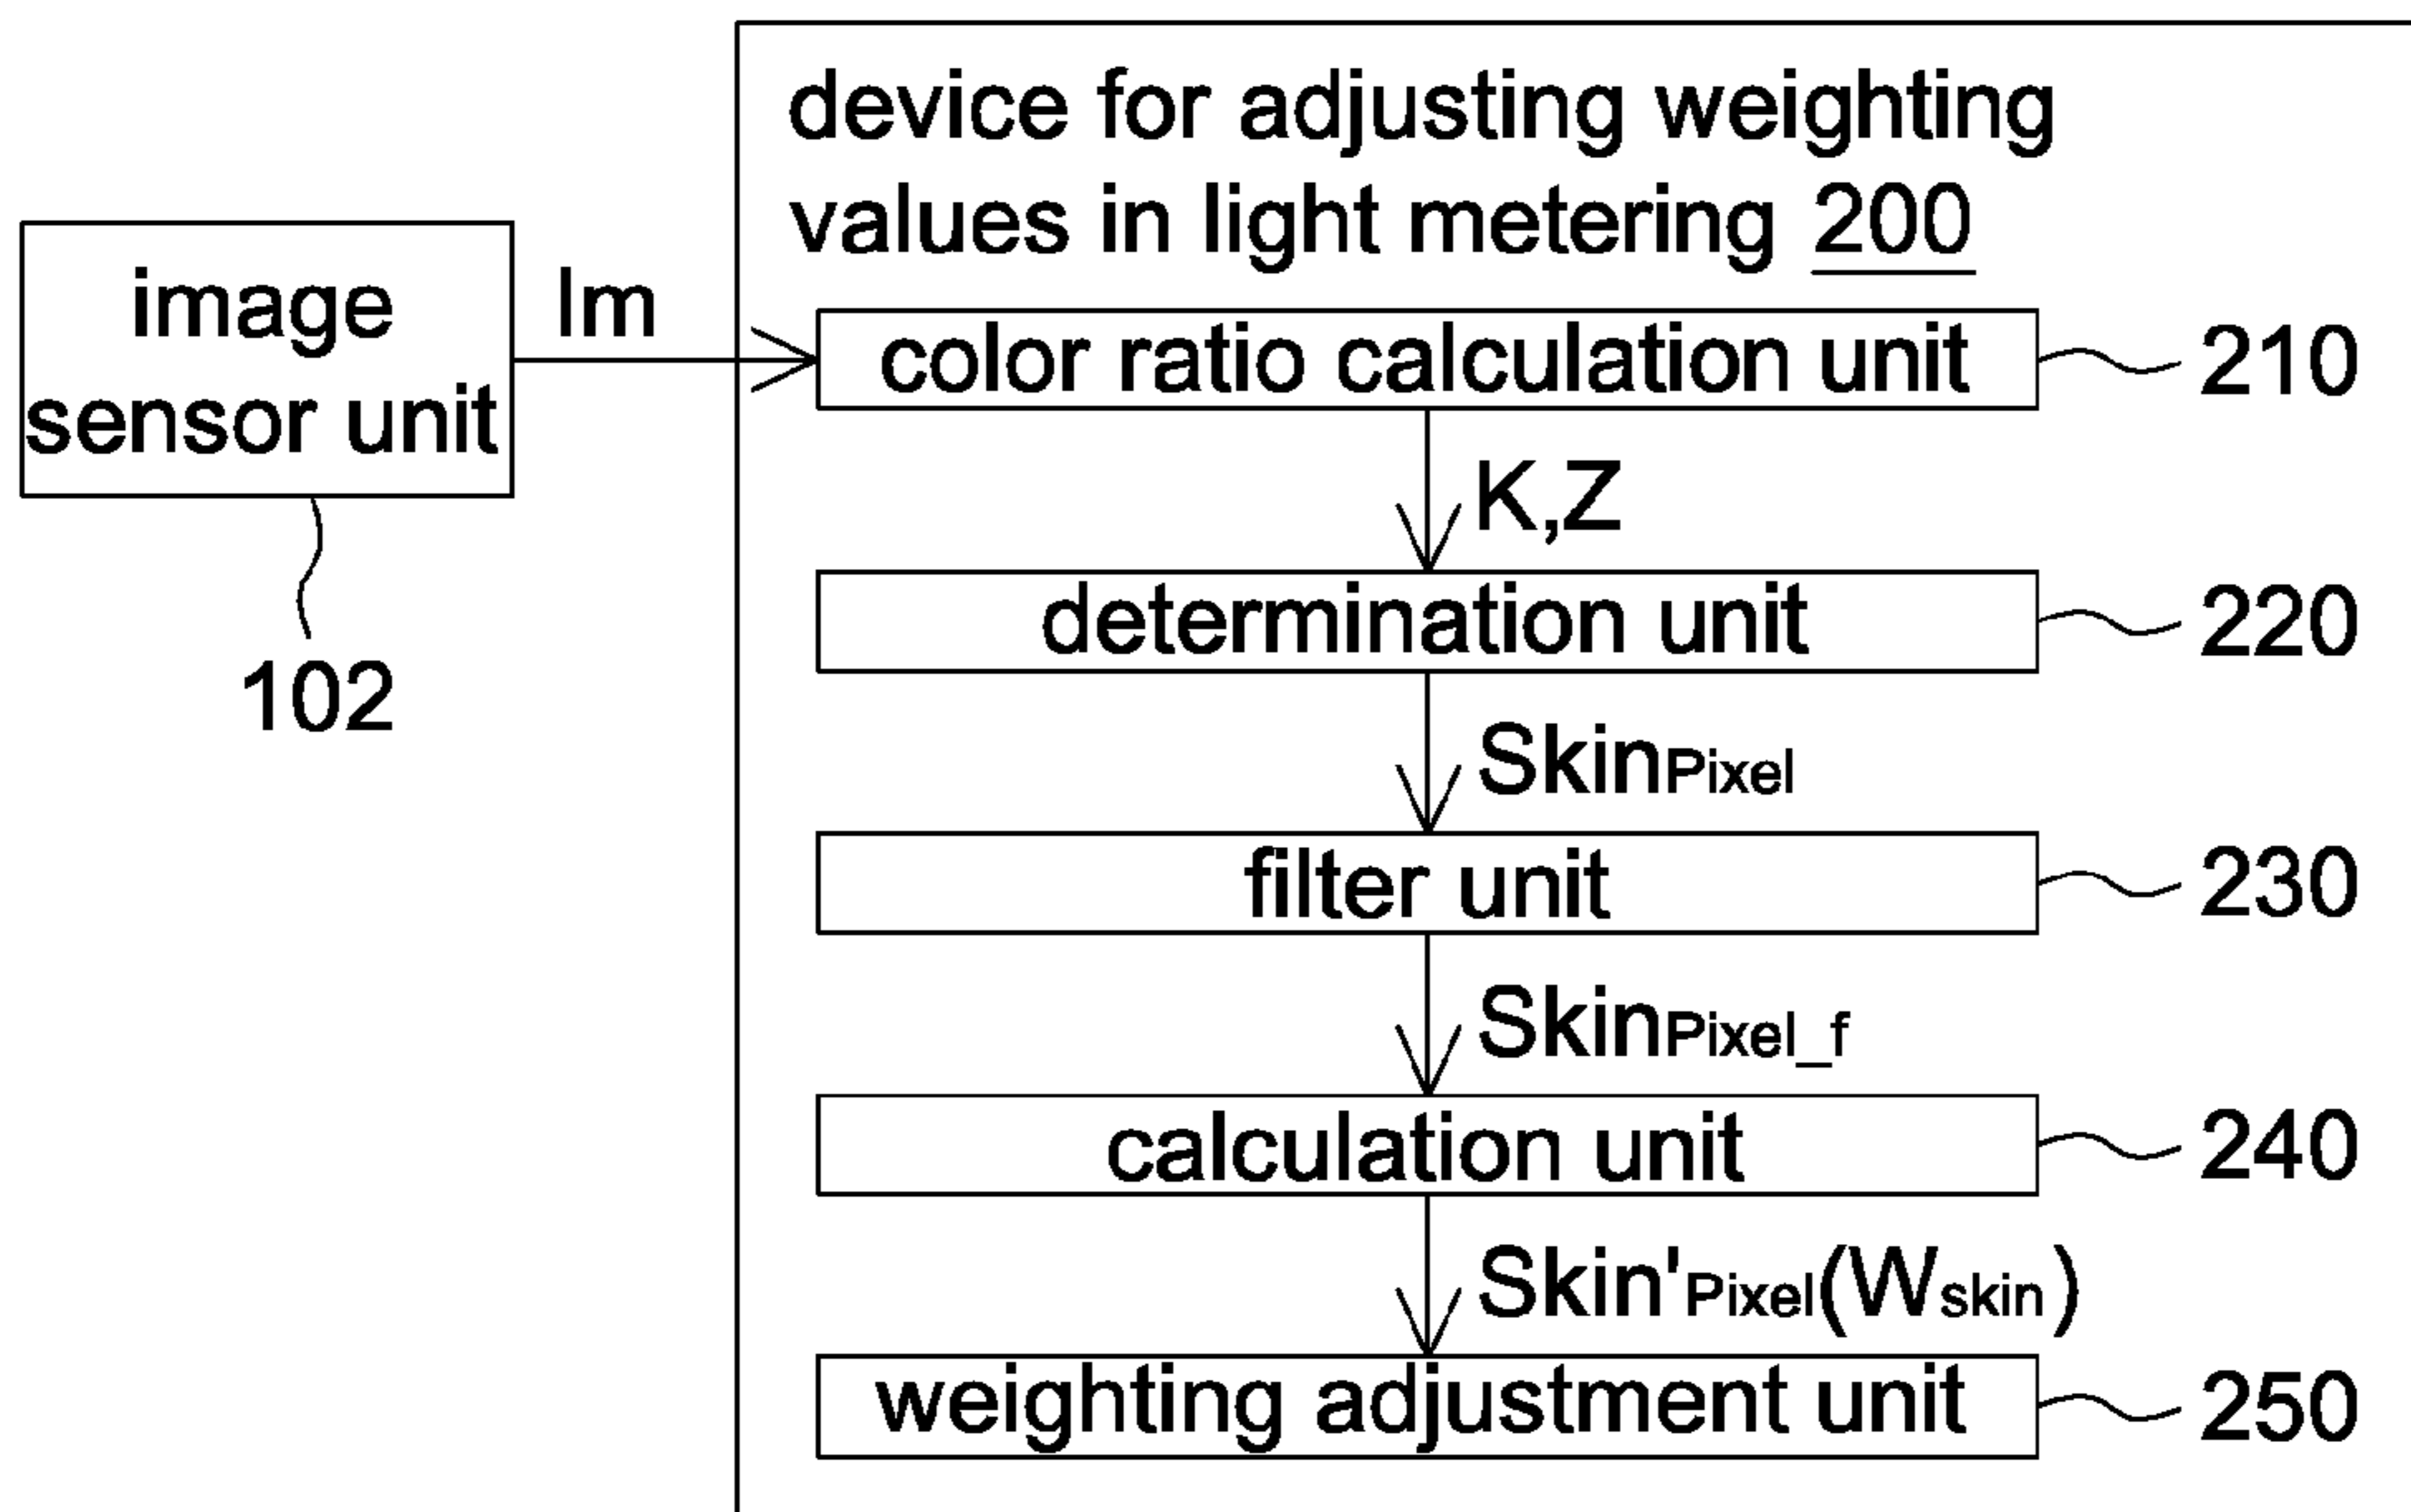 device for adjusting weighting
values in light metering 200
image
sensor unit
Im
102
color ratio calculation unit
210
K,Z
determination unit
220
SkinPixel
filter unit
230
SkinPixel_f
calculation unit
240
Skin'Pixel(Wskin)
weighting adjustment unit
250